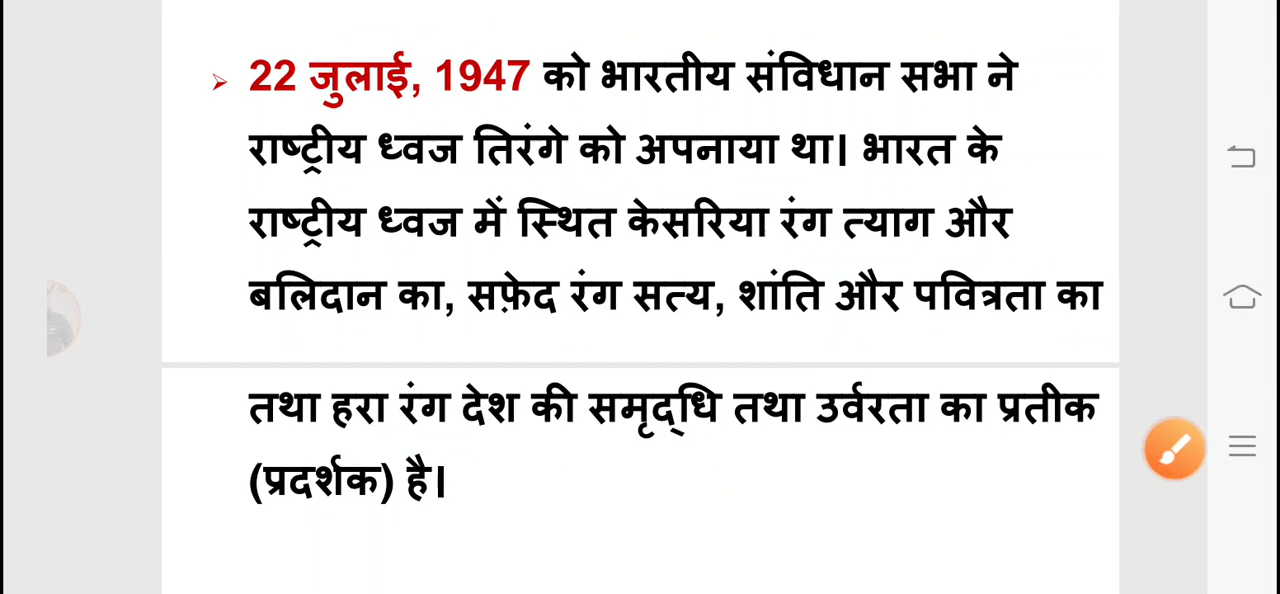 ➢ 22 जुलाई, 1947 को भारतीय संविधान सभा ने
राष्ट्रीय ध्वज तिरंगे को अपनाया था। भारत के
राष्ट्रीय ध्वज में स्थित केसरिया रंग त्याग और
बलिदान का, सफ़ेद रंग सत्य, शांति और पवित्रता का
तथा हरा रंग देश की समृद्धि तथा उर्वरता का प्रतीक
(प्रदर्शक) है।